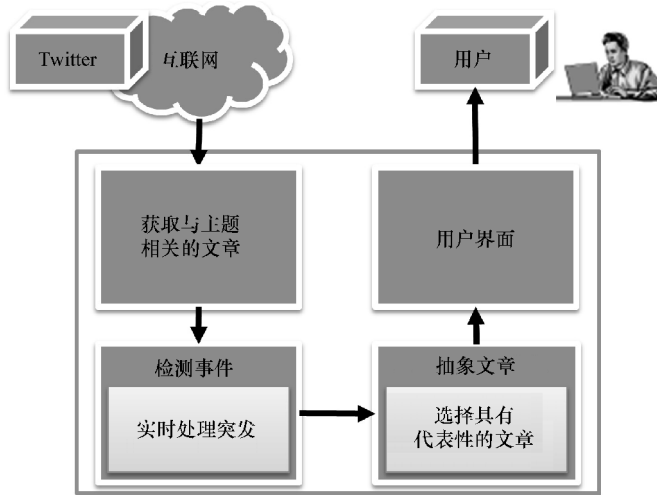 Twitter
互联网
用户
获取与主题
相关的文章
用户界面
检测事件
实时处理突发
抽象文章
选择具有
代表性的文章